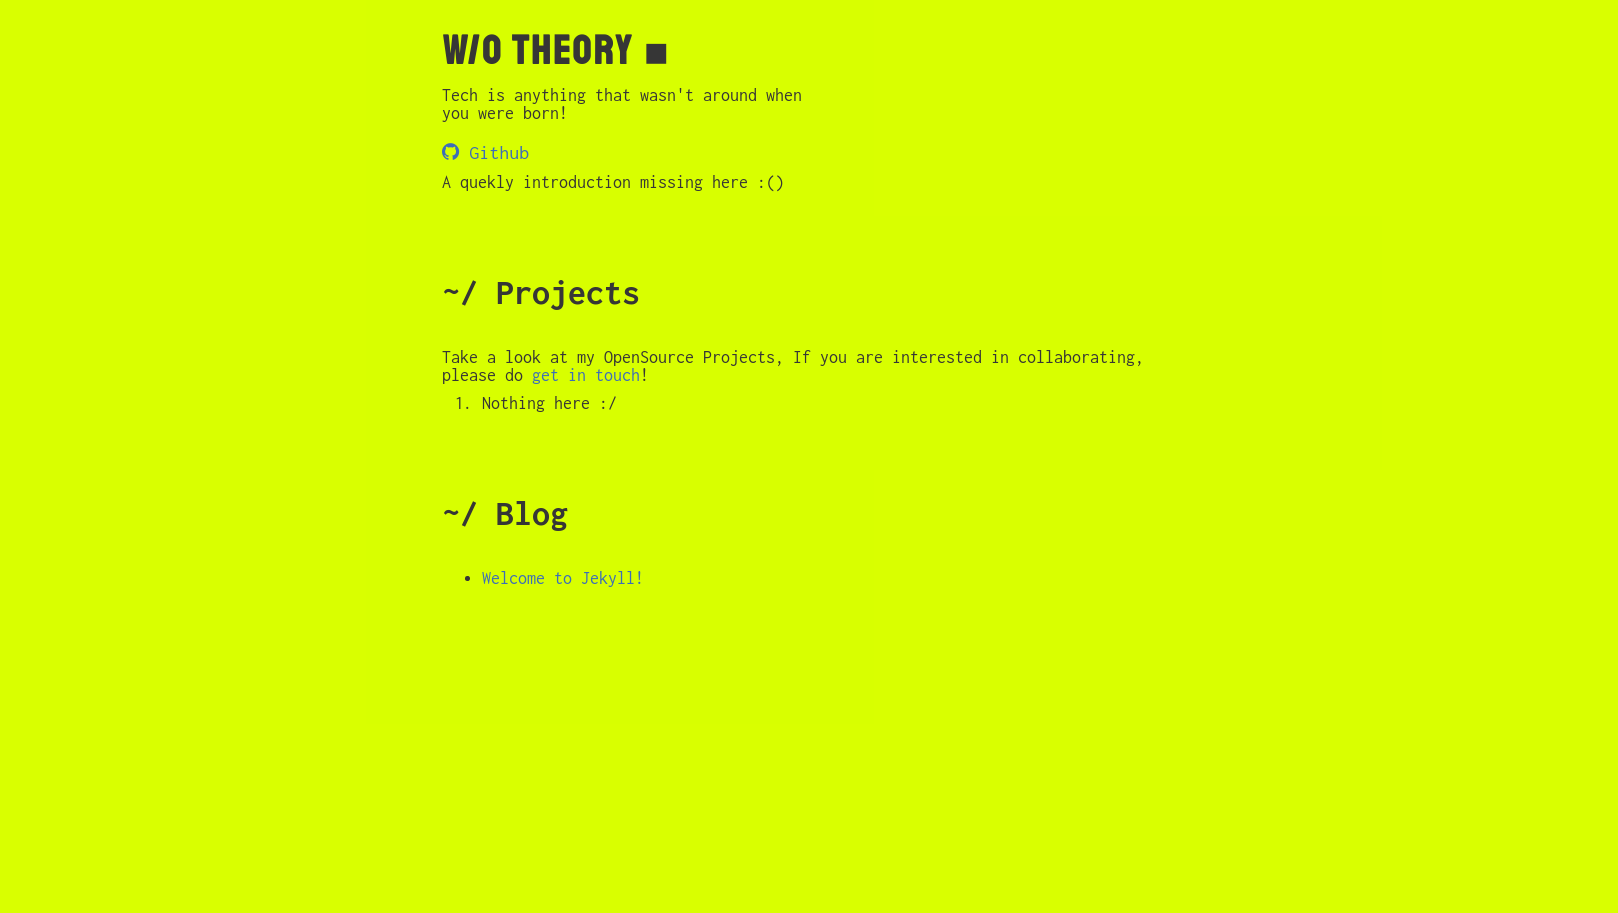 W/O THEORY ■
Tech is anything that wasn't around when
you were born!
Github
A quekly introduction missing here :()
~/ Projects
Take a look at my OpenSource Projects, If you are interested in collaborating,
please do get in touch!
1. Nothing here :/
~/ Blog
• Welcome to Jekyll!